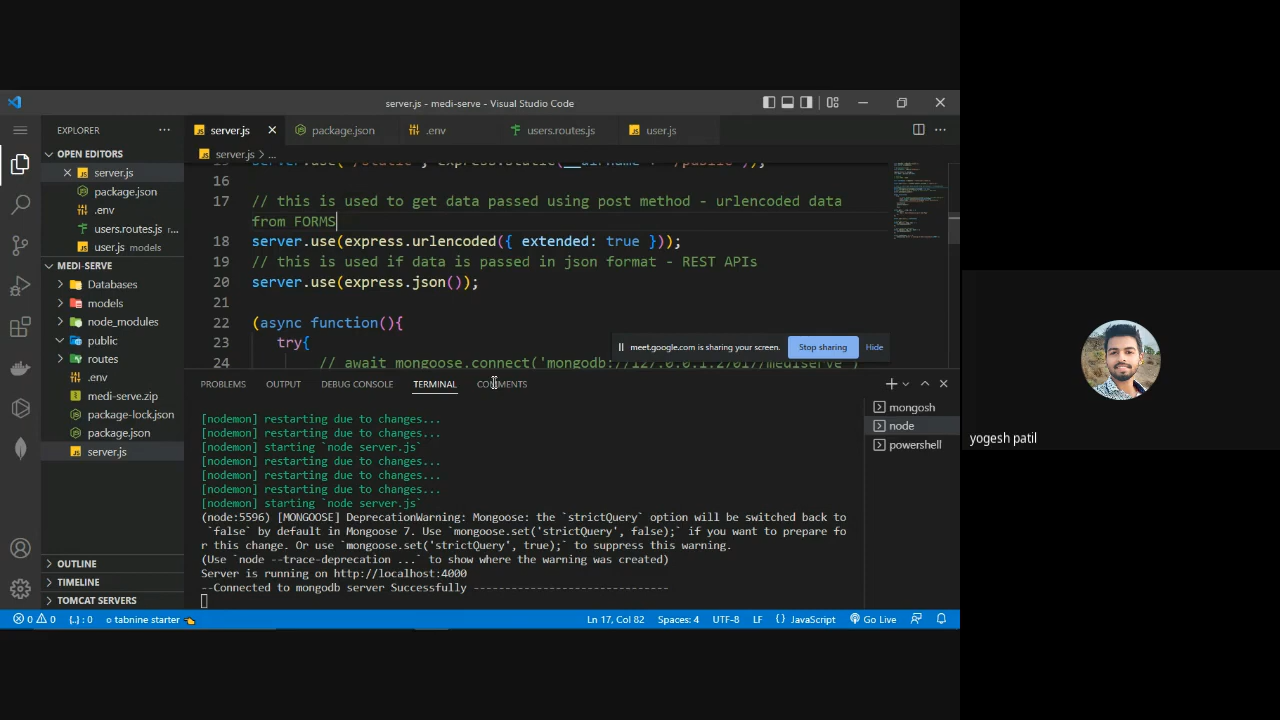 server.js - medi-serve - Visual Studio Code
EXPLORER
server.js
package.json
.env
users.routes.js
user.js
OPEN EDITORS
server.js > ...
server.js
package.json
.env
users.routes.js r...
user.js models
MEDI-SERVE
Databases
models
node_modules
public
routes
.env
medi-serve.zip
package-lock.json
package.json
server.js
OUTLINE
TIMELINE
TOMCAT SERVERS
16
17 // this is used to get data passed using post method - urlencoded data
from FORMS
18 server.use(express.urlencoded({ extended: true }));
19 // this is used if data is passed in json format - REST APIs
20 server.use(express.json());
21
22 (async function(){
23 try{
24 // await mongoose.connect('mongodb://127.0.0.1:27017/mediserve')
meet.google.com is sharing your screen. Stop sharing Hide
PROBLEMS OUTPUT DEBUG CONSOLE TERMINAL COMMENTS
[nodemon] restarting due to changes...
[nodemon] restarting due to changes...
[nodemon] starting `node server.js`
[nodemon] restarting due to changes...
[nodemon] restarting due to changes...
[nodemon] restarting due to changes...
[nodemon] starting `node server.js`
(node:5596) [MONGOOSE] DeprecationWarning: Mongoose: the `strictQuery` option will be switched back to
`false` by default in Mongoose 7. Use `mongoose.set('strictQuery', false);` if you want to prepare fo
r this change. Or use `mongoose.set('strictQuery', true);` to suppress this warning.
(Use `node --trace-deprecation ...` to show where the warning was created)
Server is running on http://localhost:4000
--Connected to mongodb server Successfully -----------------------------
mongosh
node
powershell
0 0 {..} : 0 tabnine starter
Ln 17, Col 82 Spaces: 4 UTF-8 LF {} JavaScript Go Live
yogesh patil